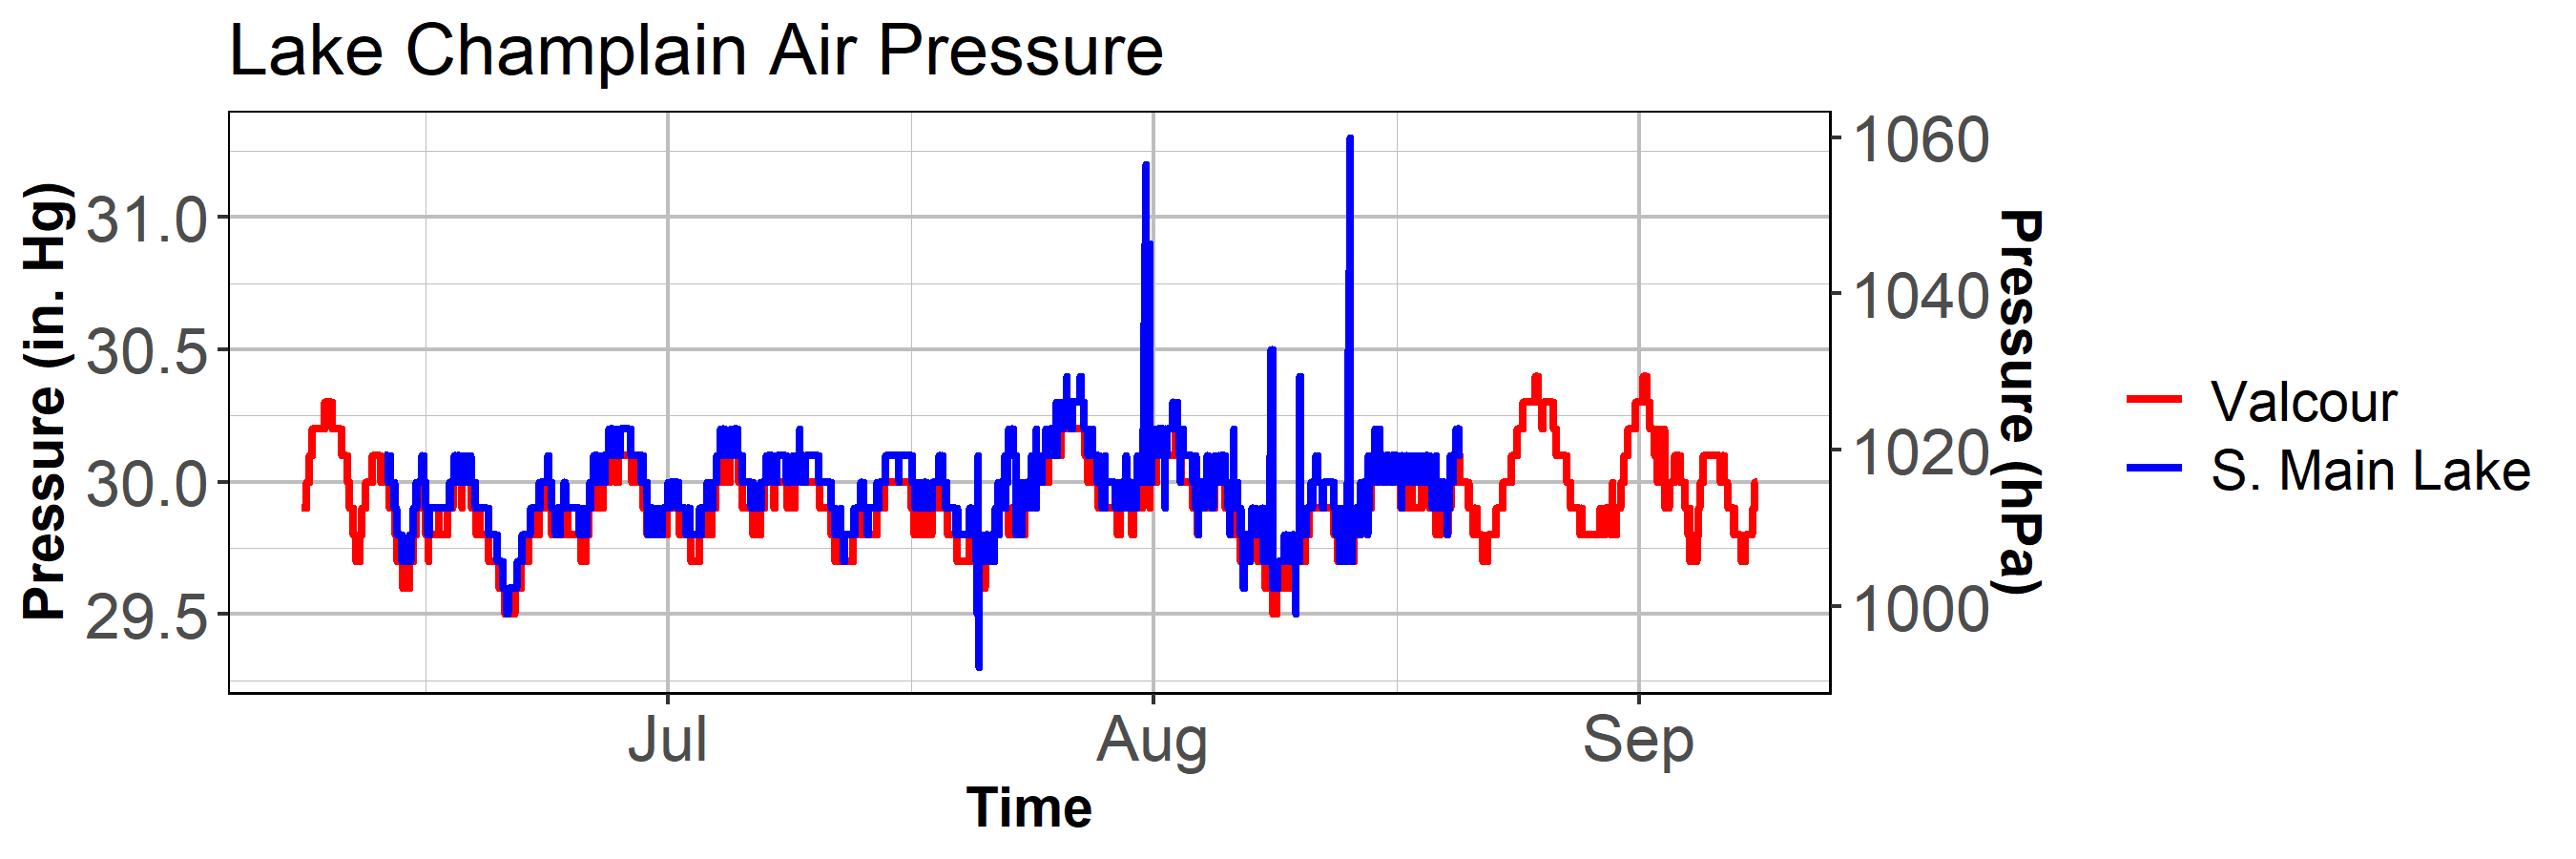 Lake Champlain Air Pressure
Pressure (in. Hg)
31.0
30.5
30.0
29.5
1060
1040
1020
1000
Pressure (hPa)
Valcour
S. Main Lake
Jul
Aug
Sep
Time